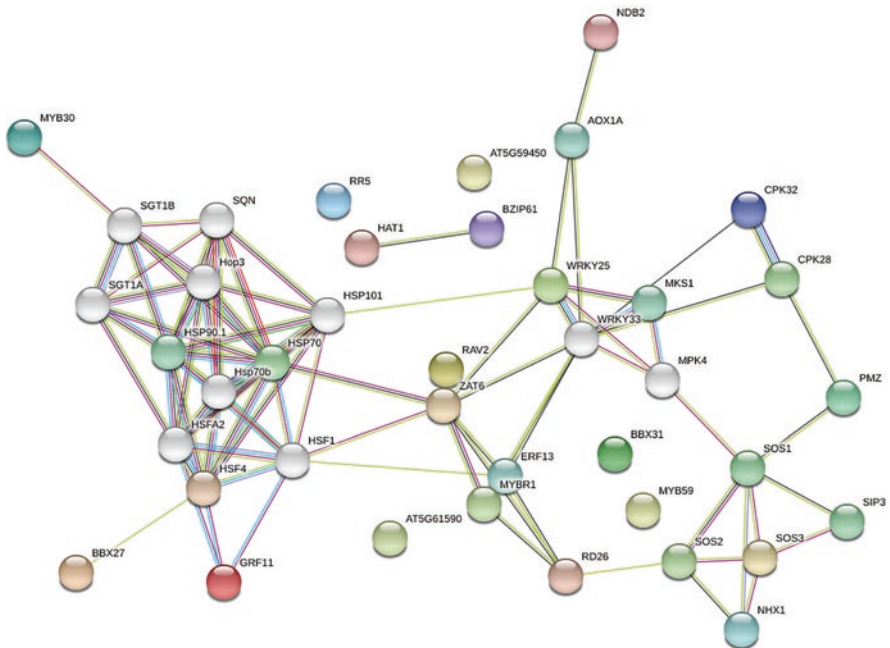 NDB2
MYB30
AOX1A
AT5G59450
RR5
CPK32
SGT1B
SQN
BZIP61
HAT1
Hop3
WRKY25
CPK28
SGT1A
MKS1
HSP101
WRKY33
HSP90.1
HSP70
RAV2
MPK4
Hsp70b
ZAT6
PMZ
HSFA2
HSF1
ERF13
BBX31
SOS1
HSF4
MYBR1
MYB59
SIP3
AT5G61590
SOS2
SOS3
BBX27
GRF11
RD26
NHX1